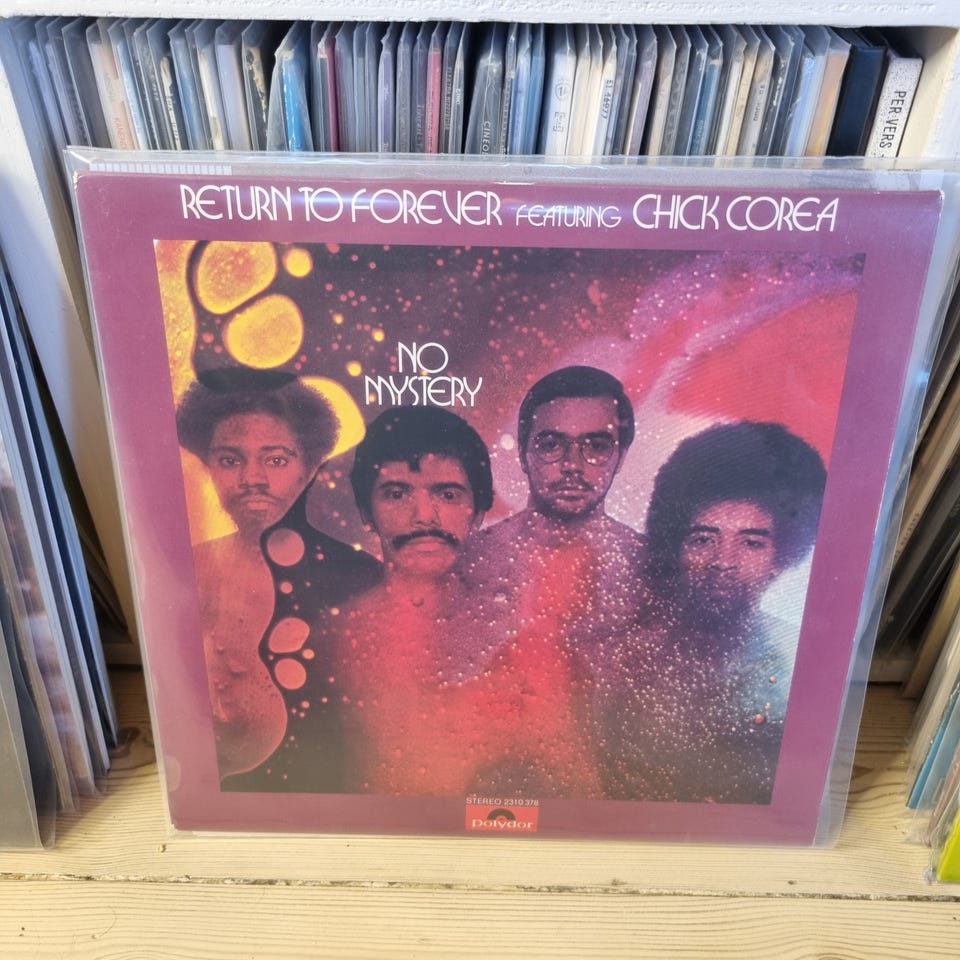 PER VERS
RETURN TO FOREVER FEATURING CHICK COREA
NO
MYSTERY
STEREO 2310 378
polydor